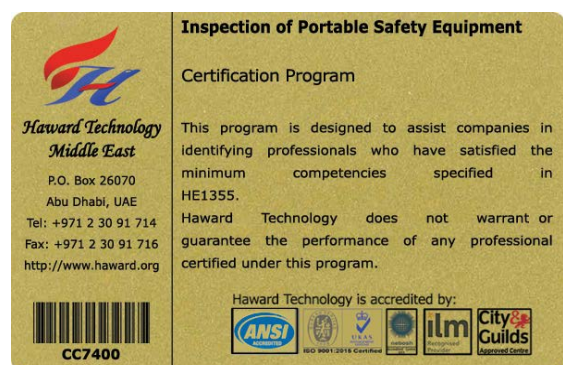 Haward Technology
Middle East
P.O. Box 26070
Abu Dhabi, UAE
Tel: +971 2 30 91 714
Fax: +971 2 30 91 716
http://www.haward.org
CC7400
Inspection of Portable Safety Equipment
Certification Program
This program is designed to assist companies in
identifying professionals who have satisfied the
minimum competencies specified in
HE1355.
Haward Technology does not warrant or
guarantee the performance of any professional
certified under this program.
Haward Technology is accredited by:
ANSI
ACCREDITED
UKAS
ISO 9001:2015 Certified
nebosh
ilm
Recognised
Provider
City&
Guilds
Approved Centre